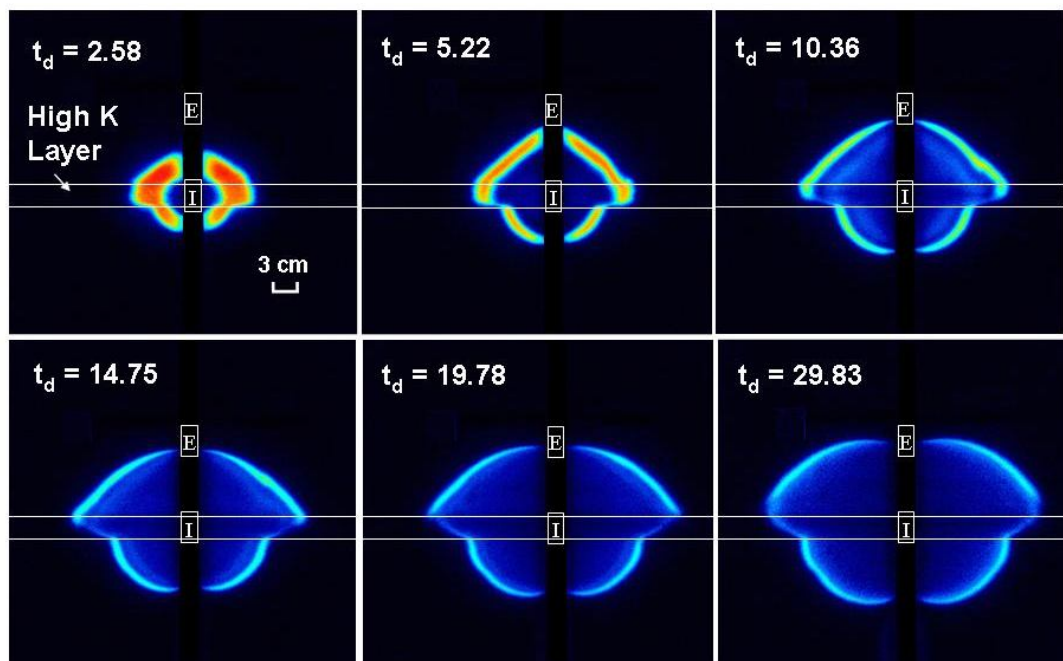 t_d = 2.58
High K
Layer
E
I
3 cm
t_d = 5.22
E
I
t_d = 10.36
E
I
t_d = 14.75
E
I
t_d = 19.78
E
I
t_d = 29.83
E
I